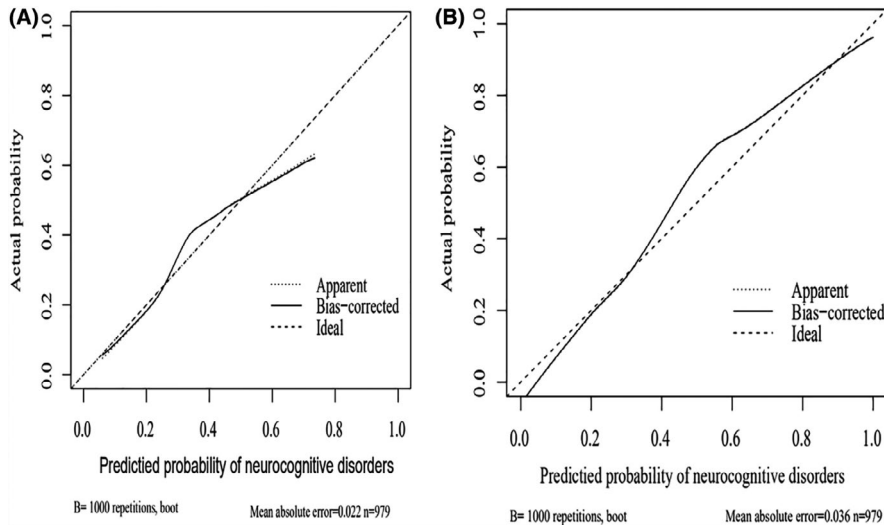 (A)
Actual probability
1.0
0.8
0.6
0.4
0.2
0.0
Apparent
Bias-corrected
Ideal
0.0 0.2 0.4 0.6 0.8 1.0
Predictied probability of neurocognitive disorders
B= 1000 repetitions, boot
Mean absolute error=0.022 n=979
(B)
Actual probability
1.0
0.8
0.6
0.4
0.2
0.0
Apparent
Bias-corrected
Ideal
0.0 0.2 0.4 0.6 0.8 1.0
Predictied probability of neurocognitive disorders
B= 1000 repetitions, boot
Mean absolute error=0.036 n=979